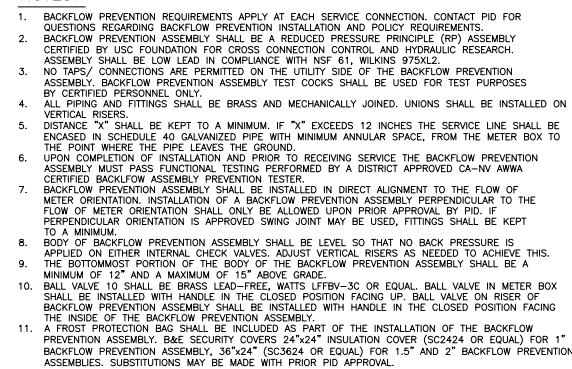 1. BACKFLOW PREVENTION REQUIREMENTS APPLY AT EACH SERVICE CONNECTION. CONTACT PID FOR
QUESTIONS REGARDING BACKFLOW PREVENTION INSTALLATION AND POLICY REQUIREMENTS.
2. BACKFLOW PREVENTION ASSEMBLY SHALL BE A REDUCED PRESSURE PRINCIPLE (RP) ASSEMBLY
CERTIFIED BY USC FOUNDATION FOR CROSS CONNECTION CONTROL AND HYDRAULIC RESEARCH.
ASSEMBLY SHALL BE LOW LEAD IN COMPLIANCE WITH NSF 61, WILKINS 975XL2.
3. NO TAPS/ CONNECTIONS ARE PERMITTED ON THE UTILITY SIDE OF THE BACKFLOW PREVENTION
ASSEMBLY. BACKFLOW PREVENTION ASSEMBLY TEST COCKS SHALL BE USED FOR TEST PURPOSES
BY CERTIFIED PERSONNEL ONLY.
4. ALL PIPING AND FITTINGS SHALL BE BRASS AND MECHANICALLY JOINED. UNIONS SHALL BE INSTALLED ON
VERTICAL RISERS.
5. DISTANCE "X" SHALL BE KEPT TO A MINIMUM. IF "X" EXCEEDS 12 INCHES THE SERVICE LINE SHALL BE
ENCASED IN SCHEDULE 40 GALVANIZED PIPE WITH MINIMUM ANNULAR SPACE, FROM THE METER BOX TO
THE POINT WHERE THE PIPE LEAVES THE GROUND.
6. UPON COMPLETION OF INSTALLATION AND PRIOR TO RECEIVING SERVICE THE BACKFLOW PREVENTION
ASSEMBLY MUST PASS FUNCTIONAL TESTING PERFORMED BY A DISTRICT APPROVED CA-NV AWWA
CERTIFIED BACKFLOW ASSEMBLY PREVENTION TESTER.
7. BACKFLOW PREVENTION ASSEMBLY SHALL BE INSTALLED IN DIRECT ALIGNMENT TO THE FLOW OF
METER ORIENTATION. INSTALLATION OF A BACKFLOW PREVENTION ASSEMBLY PERPENDICULAR TO THE
FLOW OF METER ORIENTATION SHALL ONLY BE ALLOWED UPON PRIOR APPROVAL BY PID. IF
PERPENDICULAR ORIENTATION IS APPROVED SWING JOINT MAY BE USED, FITTINGS SHALL BE KEPT
TO A MINIMUM.
8. BODY OF BACKFLOW PREVENTION ASSEMBLY SHALL BE LEVEL SO THAT NO BACK PRESSURE IS
APPLIED ON EITHER INTERNAL CHECK VALVES. ADJUST VERTICAL RISERS AS NEEDED TO ACHIEVE THIS.
9. THE BOTTOMMOST PORTION OF THE BODY OF THE BACKFLOW PREVENTION ASSEMBLY SHALL BE A
MINIMUM OF 12" AND A MAXIMUM OF 15" ABOVE GRADE.
10. BALL VALVE 10 SHALL BE BRASS LEAD-FREE, WATTS LFFBV-3C OR EQUAL. BALL VALVE IN METER BOX
SHALL BE INSTALLED WITH HANDLE IN THE CLOSED POSITION FACING UP. BALL VALVE ON RISER OF
BACKFLOW PREVENTION ASSEMBLY SHALL BE INSTALLED WITH HANDLE IN THE CLOSED POSITION FACING
THE INSIDE OF THE BACKFLOW PREVENTION ASSEMBLY.
11. A FROST PROTECTION BAG SHALL BE INCLUDED AS PART OF THE INSTALLATION OF THE BACKFLOW
PREVENTION ASSEMBLY. B&E SECURITY COVERS 24"x24" INSULATION COVER (SC2424 OR EQUAL) FOR 1"
BACKFLOW PREVENTION ASSEMBLY, 36"x24" (SC3624 OR EQUAL) FOR 1.5" AND 2" BACKFLOW PREVENTION
ASSEMBLIES. SUBSTITUTIONS MAY BE MADE WITH PRIOR PID APPROVAL.